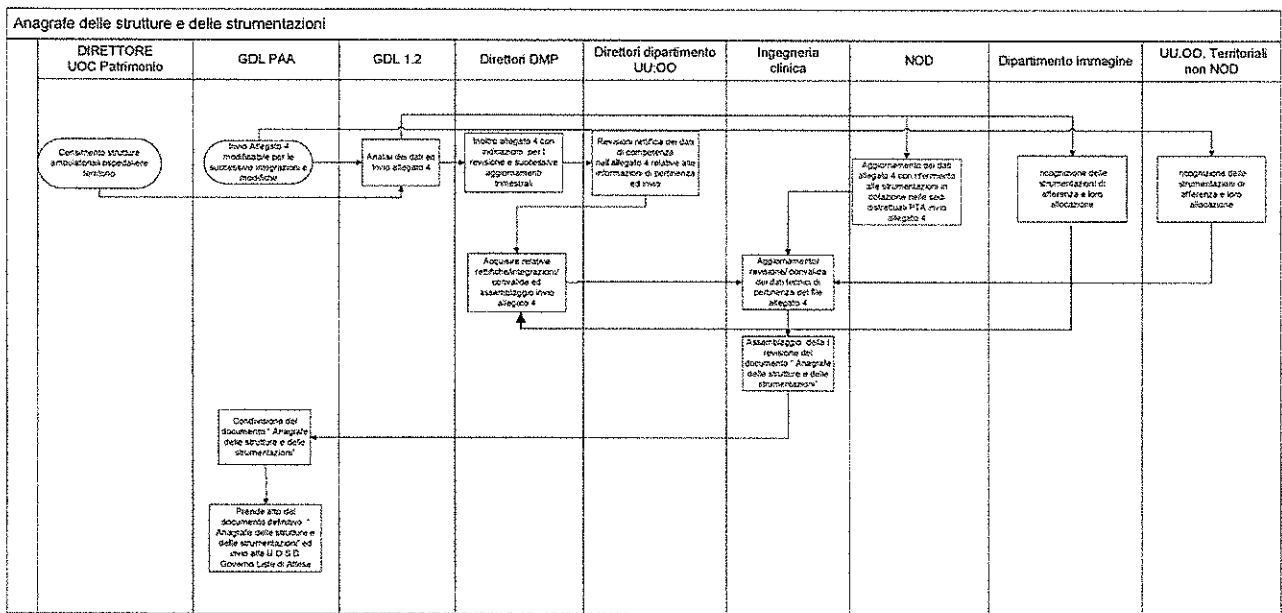 Anagrafe delle strutture e delle strumentazioni
DIRETTORE
UOC Patrimonio
GDL PAA
GDL 1.2
Direttori DMP
Direttori dipartimento
UU:OO
Ingegneria
clinica
NOD
Dipartimento immagine
UU.OO, Territoriali
non NOD
Censimento strutture
ambulatoriali ospedaliere
territorio
Invio Allegato 4
modificabile per le
successive integrazioni e
modifiche
Analisi dei dati ed
invio allegato 4
Inoltro allegato 4 con
indicazioni per I
revisione e successive
aggiornamenti
trimestrali
Revisioni rettifica dei dati
di competenza
nell'allegato 4 relative alle
informazioni di pertinenza
ed invio
Aggiornamento dei dati
allegato 4 con riferimento
alle strumentazioni in
dotazione nelle sedi
distrettuali PTA invio
allegato 4
ricognizione delle
strumentazioni di
afferenza e loro
allocazione
ricognizione delle
strumentazioni di
afferenza e loro
allocazione
Acquisire relative
rettifiche/integrazioni/
convalide ed
assemblaggio invio
allegato 4
Aggiornamento/
revisione/ convalida
dei dati tecnici di
pertinenza del file
allegato 4
Assemblaggio della I
revisione del
documento " Anagrafe
delle strutture e delle
strumentazioni"
Condivisione del
documento " Anagrafe
delle strutture e delle
strumentazioni"
Prende atto del
documento definitivo "
Anagrafe delle strutture e
delle strumentazioni" ed
invio alla U O S D
Governo Liste di Attese